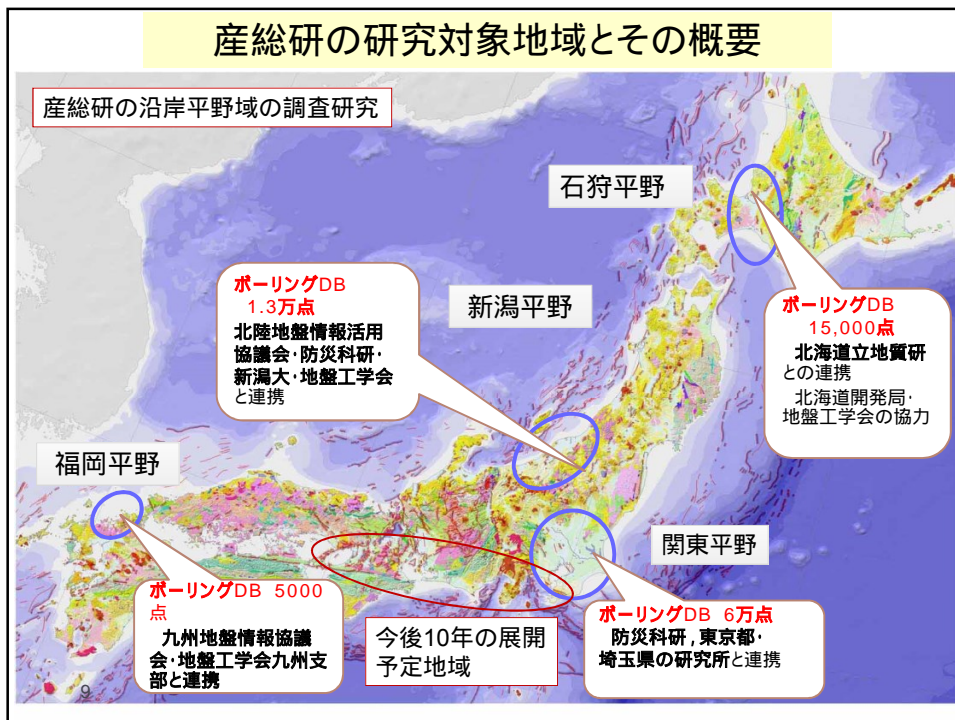 産総研の研究対象地域とその概要
産総研の沿岸平野域の調査研究
石狩平野
ボーリングDB
15,000点
北海道立地質研
との連携
北海道開発局・
地盤工学会の協力
新潟平野
ボーリングDB
1.3万点
北陸地盤情報活用
協議会・防災科研・
新潟大・地盤工学会
と連携
福岡平野
ボーリングDB 5000
点
九州地盤情報協議
会・地盤工学会九州支
部と連携
今後10年の展開
予定地域
関東平野
ボーリングDB 6万点
防災科研,東京都・
埼玉県の研究所と連携
9